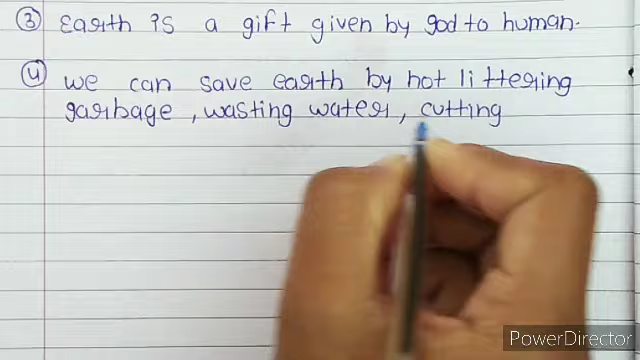 ③ Earth is a gift given by god to human.
④ we can save earth by not littering
garbage, wasting water, cutting
PowerDirector